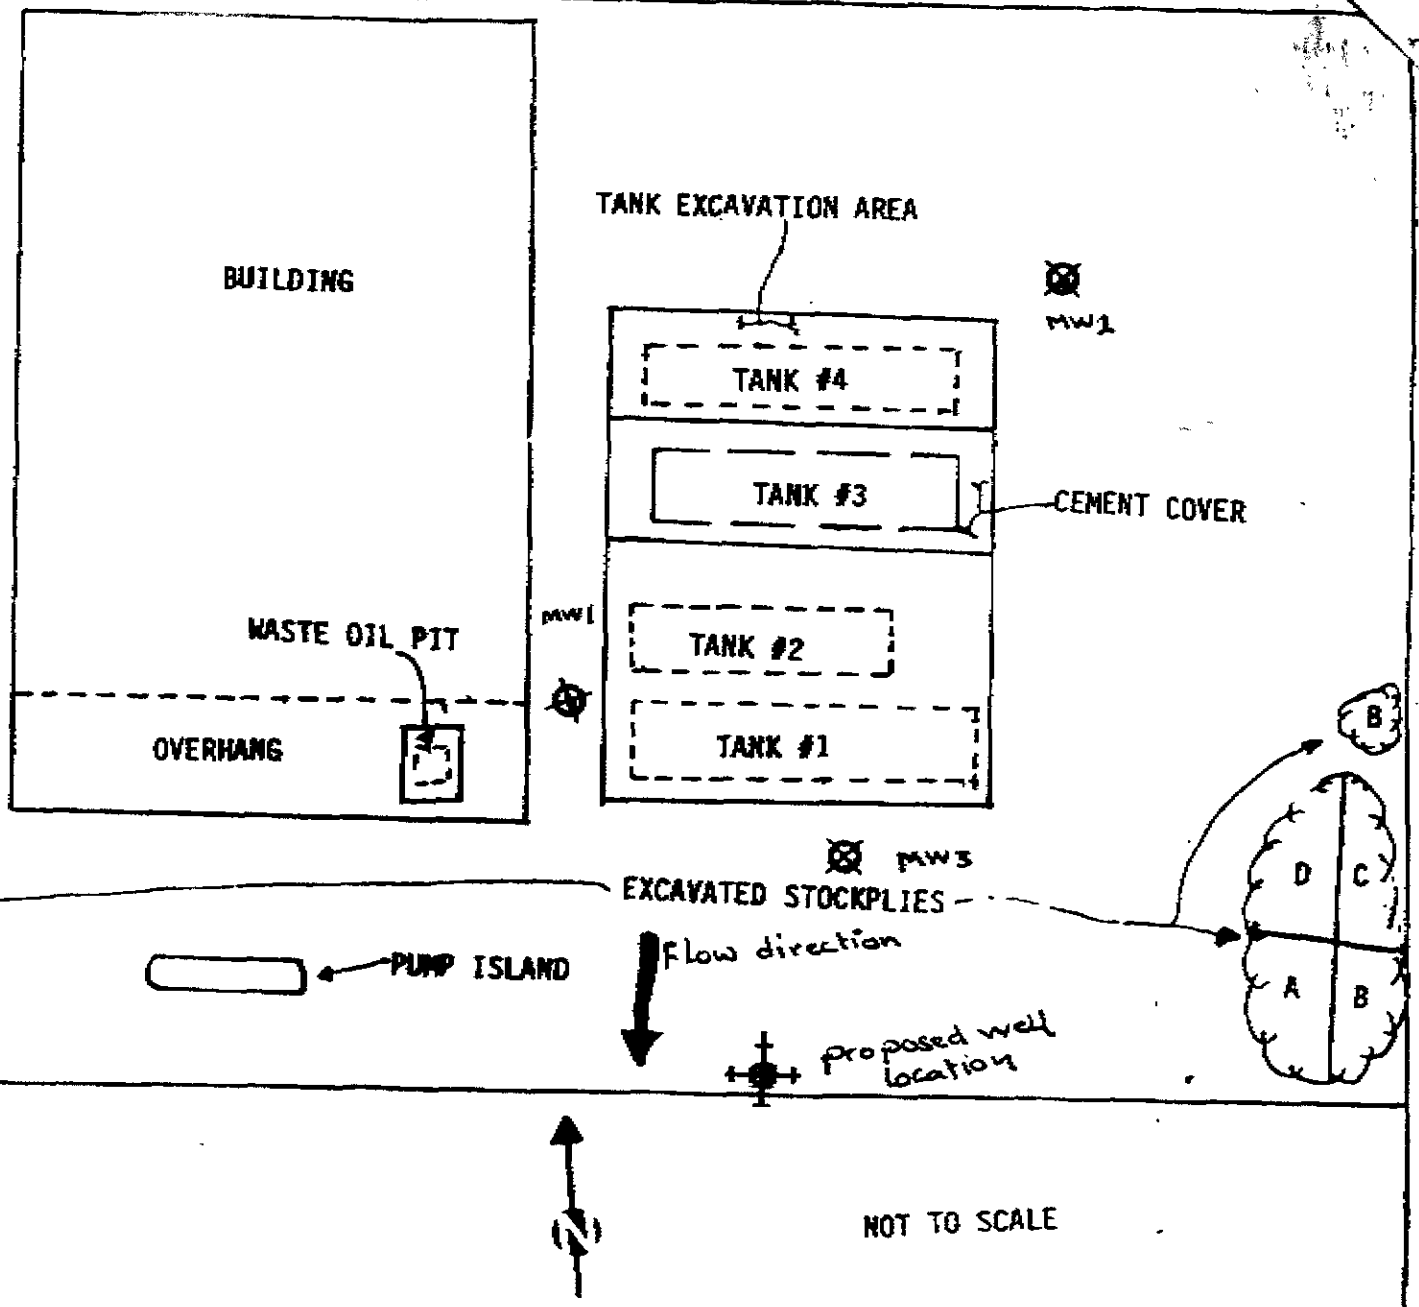 TANK EXCAVATION AREA
BUILDING
MW1
TANK #4
TANK #3
CEMENT COVER
MW1
WASTE OIL PIT
TANK #2
B
OVERHANG
TANK #1
MW3
D
C
EXCAVATED STOCKPLIES
Flow direction
PUMP ISLAND
A
B
proposed well
location
N
NOT TO SCALE